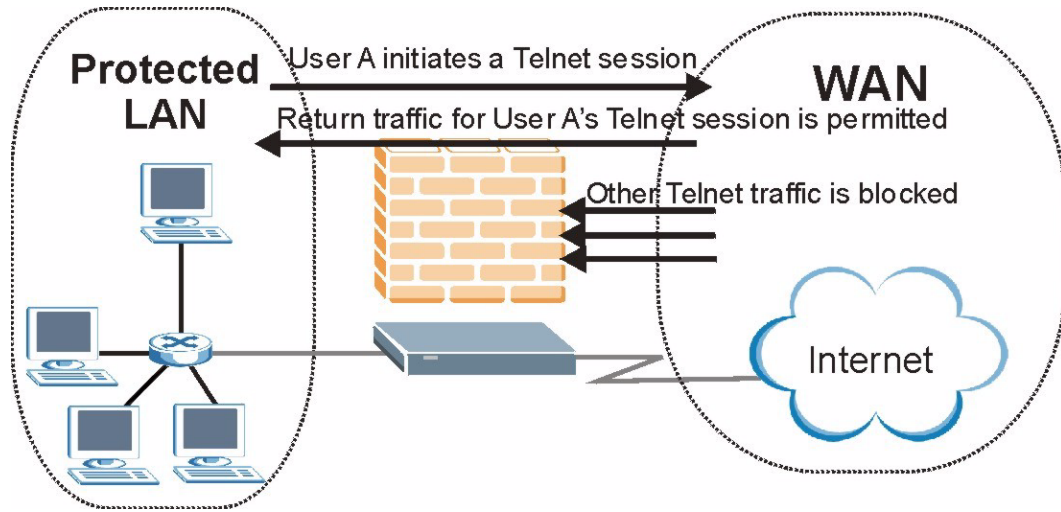 Protected
LAN
User A initiates a Telnet session
WAN
Return traffic for User A's Telnet session is permitted
Other Telnet traffic is blocked
Internet